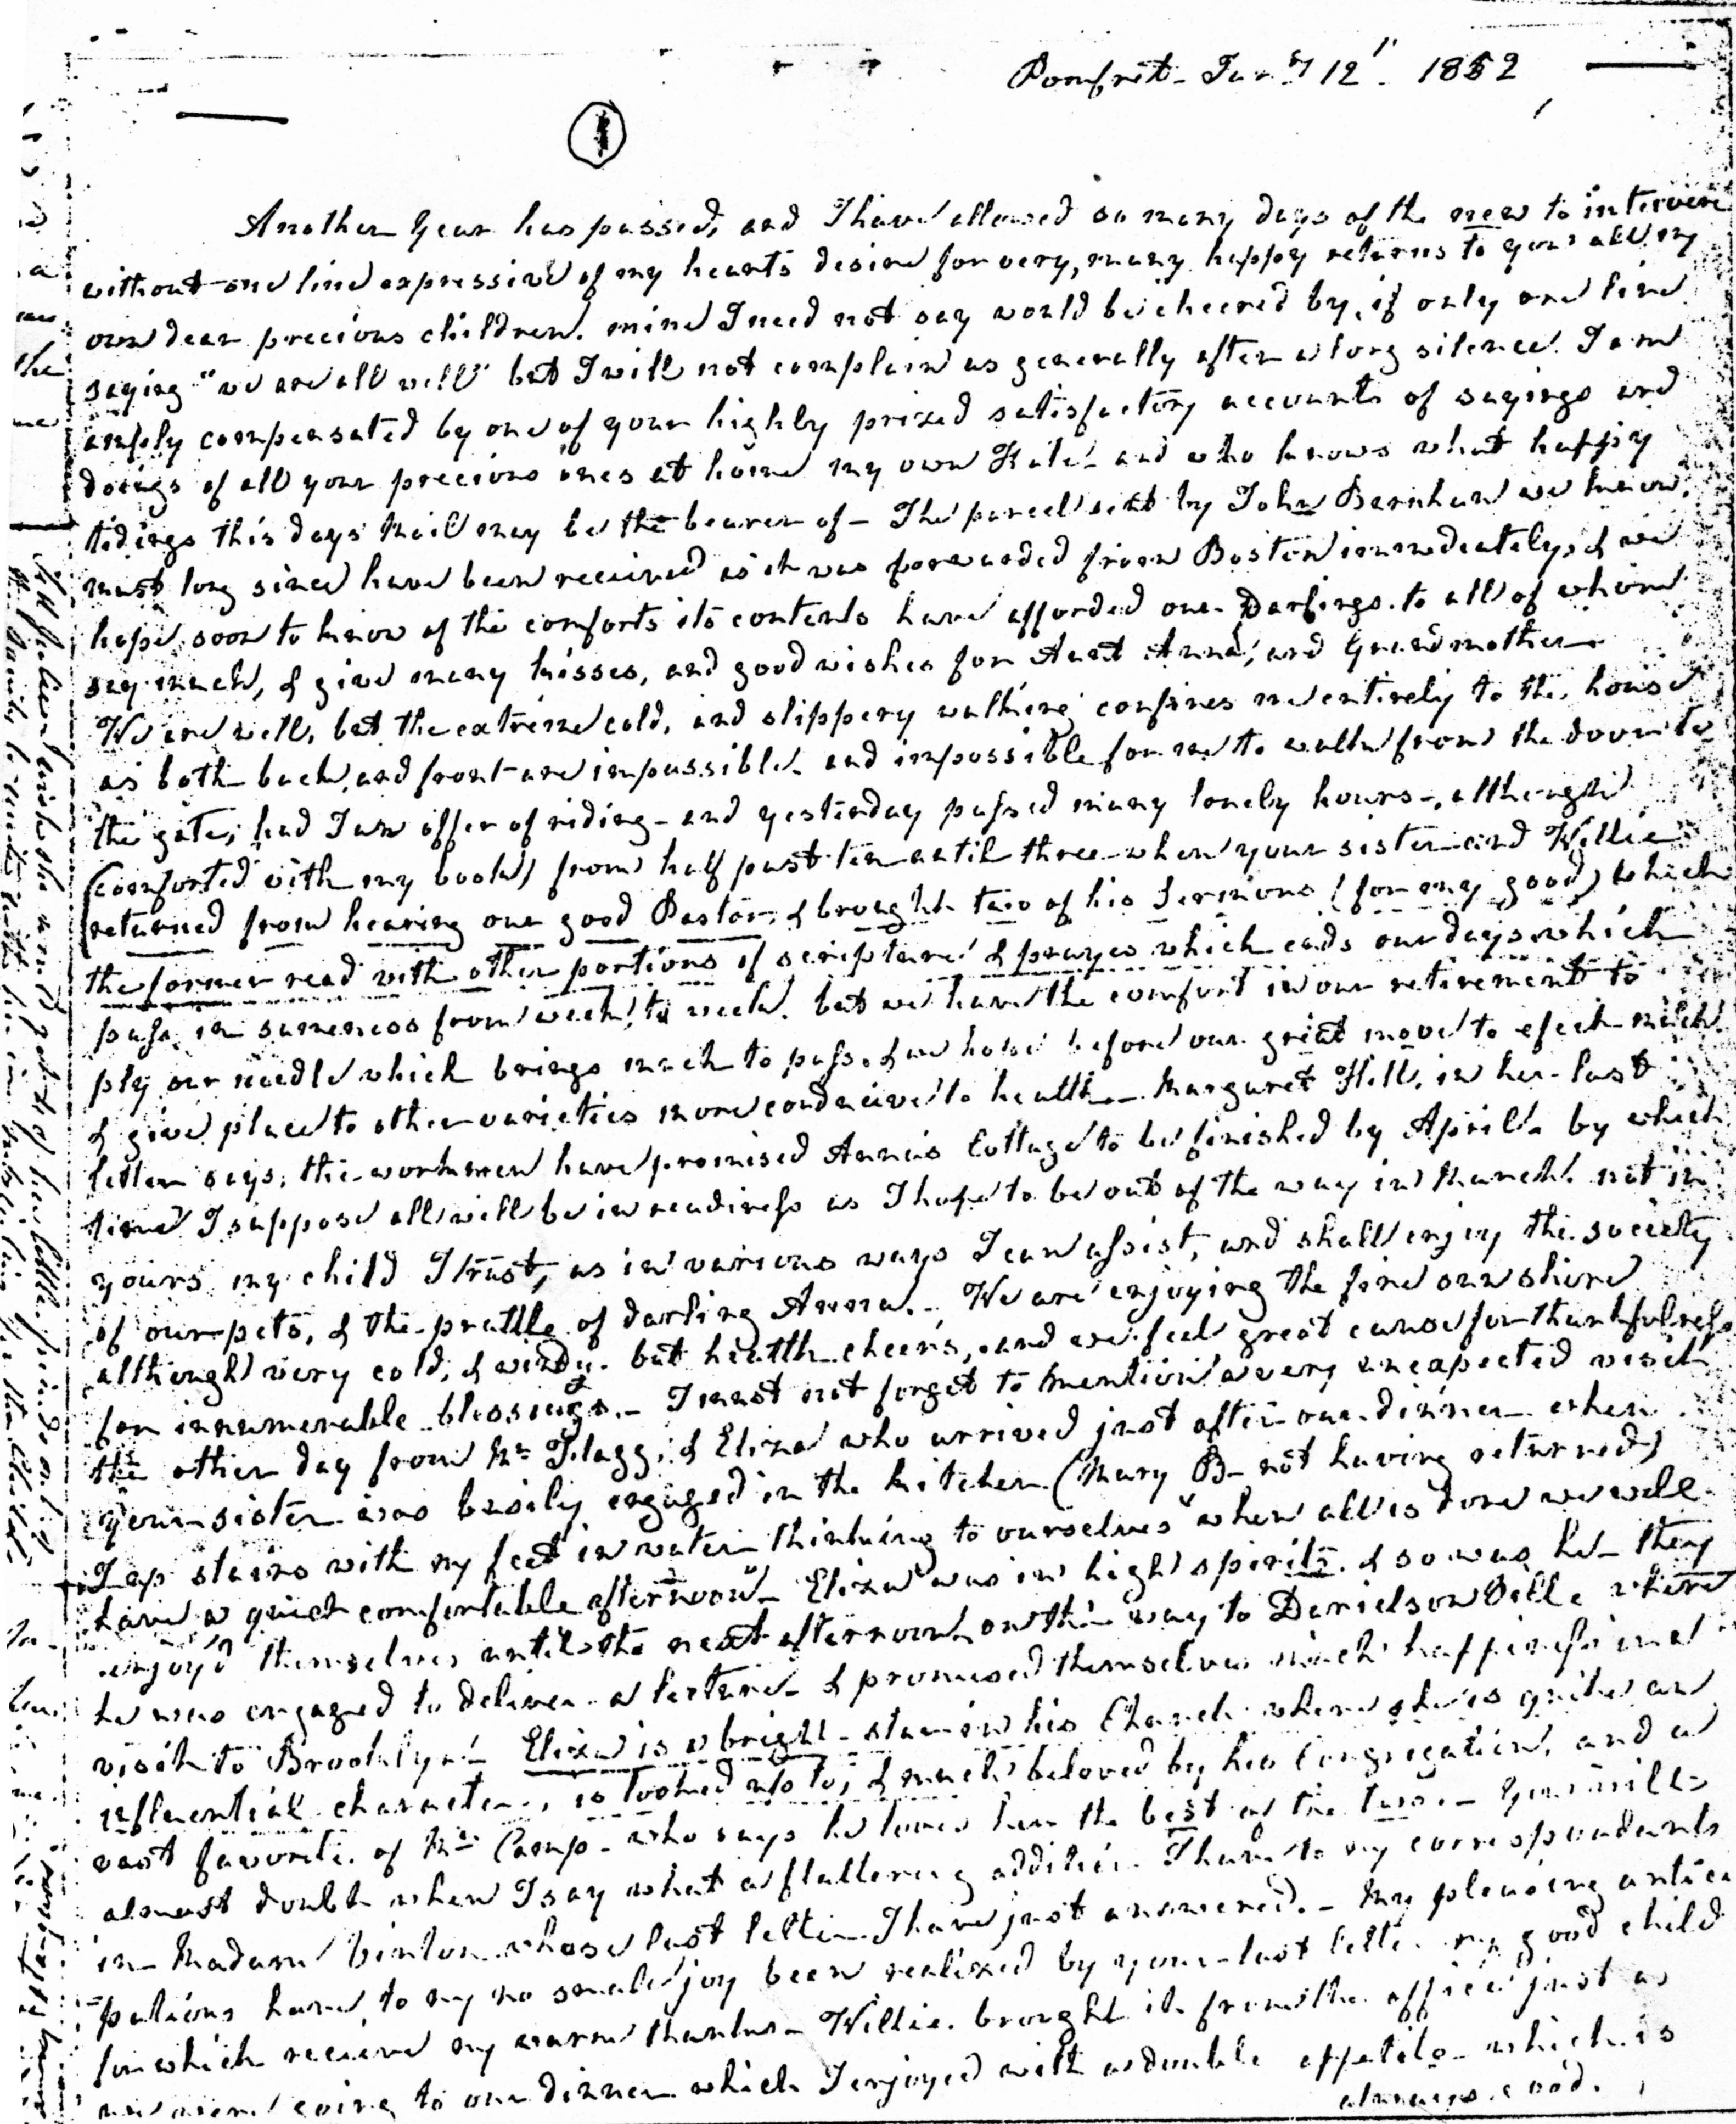 Pomfret - Jan.y 12" 1852
1
Another Year has passed, and I have allowed so many days of the new to intervene
without one line expressive of my hearts desire for very, many happy returns to you all my
own dear precious children. mine I need not say would be cheered by, if only one line
saying "we are all well" but I will not complain as generally after a long silence I am
amply compensated by one of your highly prized satisfactory accounts of sayings and
doings of all your precious ones at home my own Kate - and who knows what happy
tidings this days Mail may be the bearer of - The parcel sent by John Barnham we know
must long since have been received as it was forwarded from Boston immediately, & we
hope soon to know of the comforts its contents have afforded our Darlings. to all of whom
say much, & give many kisses, and good wishes for Aunt Anna, and Grandmother
We are well, but the extreme cold, and slippery walking confines me entirely to the house
as both back, and front are impassible - and impossible for me to walk from the door to
the gate, had I an offer of riding - and yesterday passed many lonely hours -, although
(comforted with my book) from half past ten until three - when your sister and Willie
returned from hearing our good Pastor, & brought two of his Sermons (for my good) which
the former read with other portions of scripture & prayer which ends our days which
pass in sameness from week, to week. but we have the comfort in our retirement to
ply our needle which brings much to pass, & we hope before our great move to effect much
& give place to other varieties more conducive to health - Margaret Hill, in her last
letter says, the workmen have promised Anna's Cottage to be finished by April - by which
time I suppose all will be in readiness as I hope to be out of the way in March. not in
yours my child I trust, as in various ways I can assist, and shall enjoy the society
of our pets, & the prattle of darling Anna. - We are enjoying the fine sunshine
although very cold, & windy. but health cheers, and we feel great cause for thankfulness
for innumerable blessings. - I must not forget to mention a very unexpected visit
the other day from Mr Flagg, & Eliza who arrived just after our dinner when
your sister was busily engaged in the kitchen (Mary B - not having returned)
I up stairs with my feet in water thinking to ourselves "when all is done we will
have a quiet comfortable afternoon" - Eliza was in high spirits & so was he - they
enjoy'd themselves until the next afternoon, on their way to Danielson Ville where
he was engaged to deliver a lecture - & promised themselves much happiness in a
visit to Brooklyn - Eliza is a bright star in his Church where she is quite an
influential character, is looked up to, & much beloved by his Congregation, and a
vast favorite of Mr Camp - who says he loves her the best of the two. - You will
almost doubt when I say what a flattering addition I have to my correspondents
in Madam Vinton whose last letter I have just answered. - My pleasing antici
pations have to my no small joy been realized by your last letter my good child
for which receive my warm thanks - Willie brought it from the office just as
we were going to our dinner which I enjoyed with a double appetite - which is
always good.